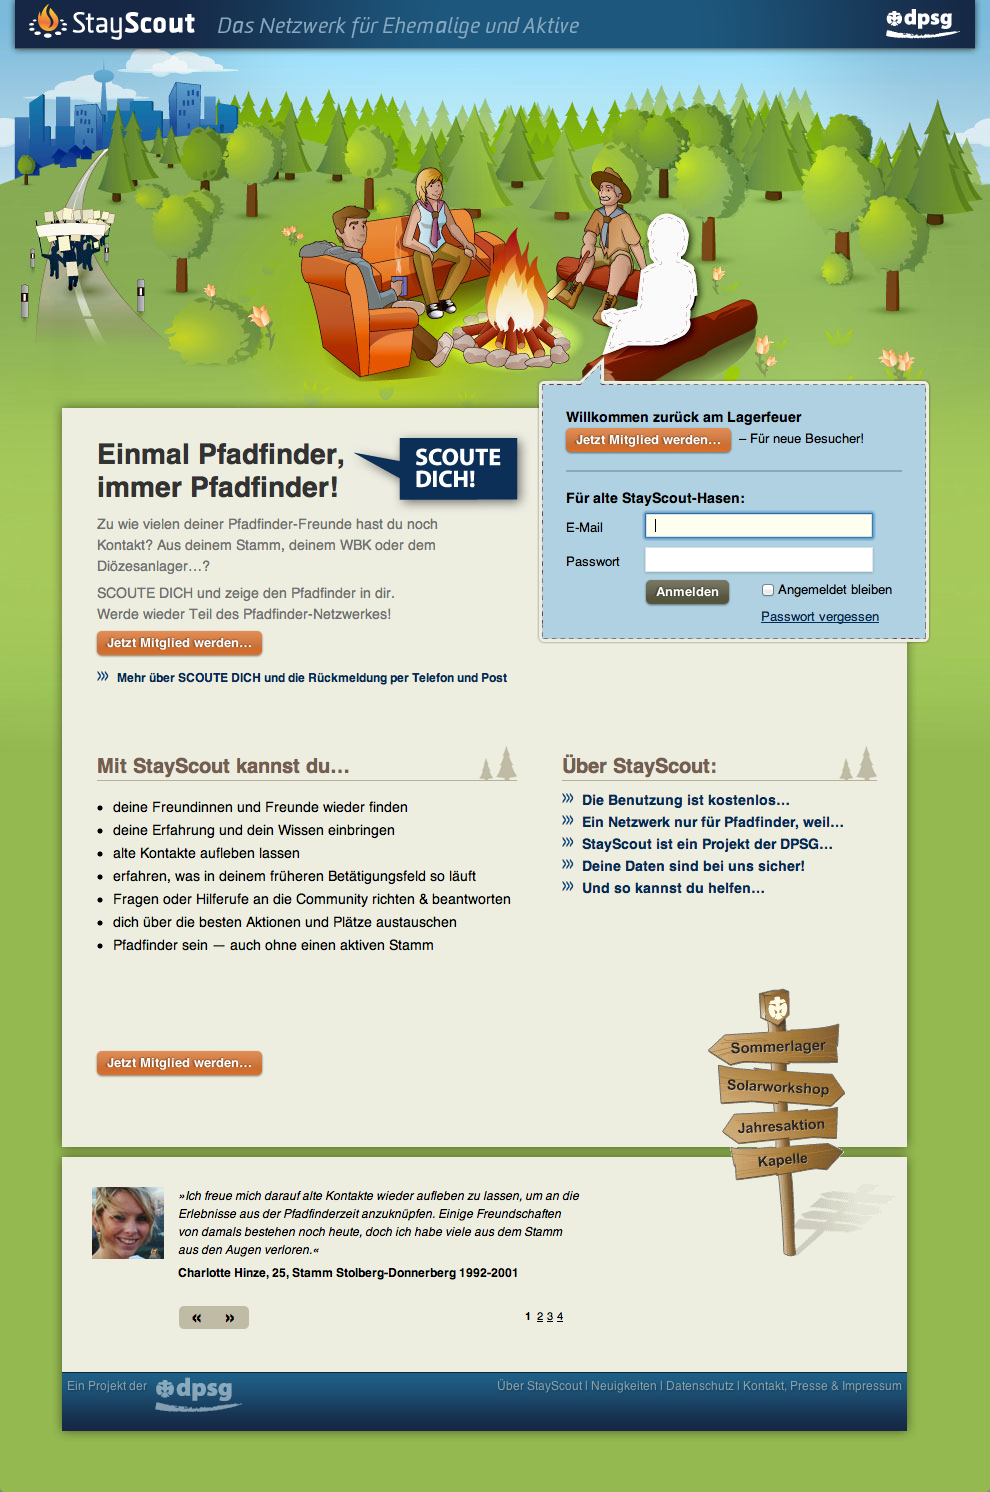 StayScout Das Netzwerk für Ehemalige und Aktive
dpsg
Willkommen zurück am Lagerfeuer
Jetzt Mitglied werden... – Für neue Besucher!
Für alte StayScout-Hasen:
E-Mail
Passwort
Anmelden Angemeldet bleiben
Passwort vergessen
Einmal Pfadfinder,
immer Pfadfinder!
SCOUTE
DICH!
Zu wie vielen deiner Pfadfinder-Freunde hast du noch
Kontakt? Aus deinem Stamm, deinem WBK oder dem
Diözesanlager...?
SCOUTE DICH und zeige den Pfadfinder in dir.
Werde wieder Teil des Pfadfinder-Netzwerkes!
Jetzt Mitglied werden...
Mehr über SCOUTE DICH und die Rückmeldung per Telefon und Post
Mit StayScout kannst du...
• deine Freundinnen und Freunde wieder finden
• deine Erfahrung und dein Wissen einbringen
• alte Kontakte aufleben lassen
• erfahren, was in deinem früheren Betätigungsfeld so läuft
• Fragen oder Hilferufe an die Community richten & beantworten
• dich über die besten Aktionen und Plätze austauschen
• Pfadfinder sein — auch ohne einen aktiven Stamm
Jetzt Mitglied werden...
Über StayScout:
Die Benutzung ist kostenlos...
Ein Netzwerk nur für Pfadfinder, weil...
StayScout ist ein Projekt der DPSG...
Deine Daten sind bei uns sicher!
Und so kannst du helfen...
Sommerlager
Solarworkshop
Jahresaktion
Kapelle
»Ich freue mich darauf alte Kontakte wieder aufleben zu lassen, um an die
Erlebnisse aus der Pfadfinderzeit anzuknüpfen. Einige Freundschaften
von damals bestehen noch heute, doch ich habe viele aus dem Stamm
aus den Augen verloren.«
Charlotte Hinze, 25, Stamm Stolberg-Donnerberg 1992-2001
« » 1 2 3 4
Ein Projekt der dpsg
Über StayScout | Neuigkeiten | Datenschutz | Kontakt, Presse & Impressum